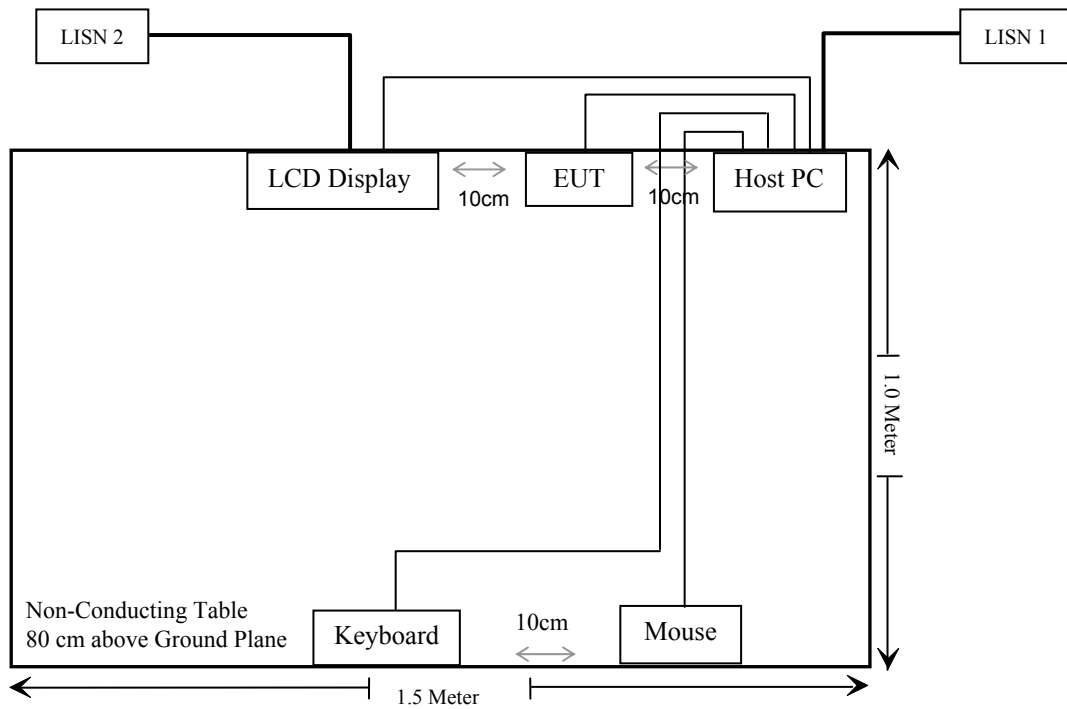 LISN 2
LISN 1
LCD Display
EUT
Host PC
10cm
10cm
1.0 Meter
Non-Conducting Table
80 cm above Ground Plane
Keyboard
10cm
Mouse
1.5 Meter